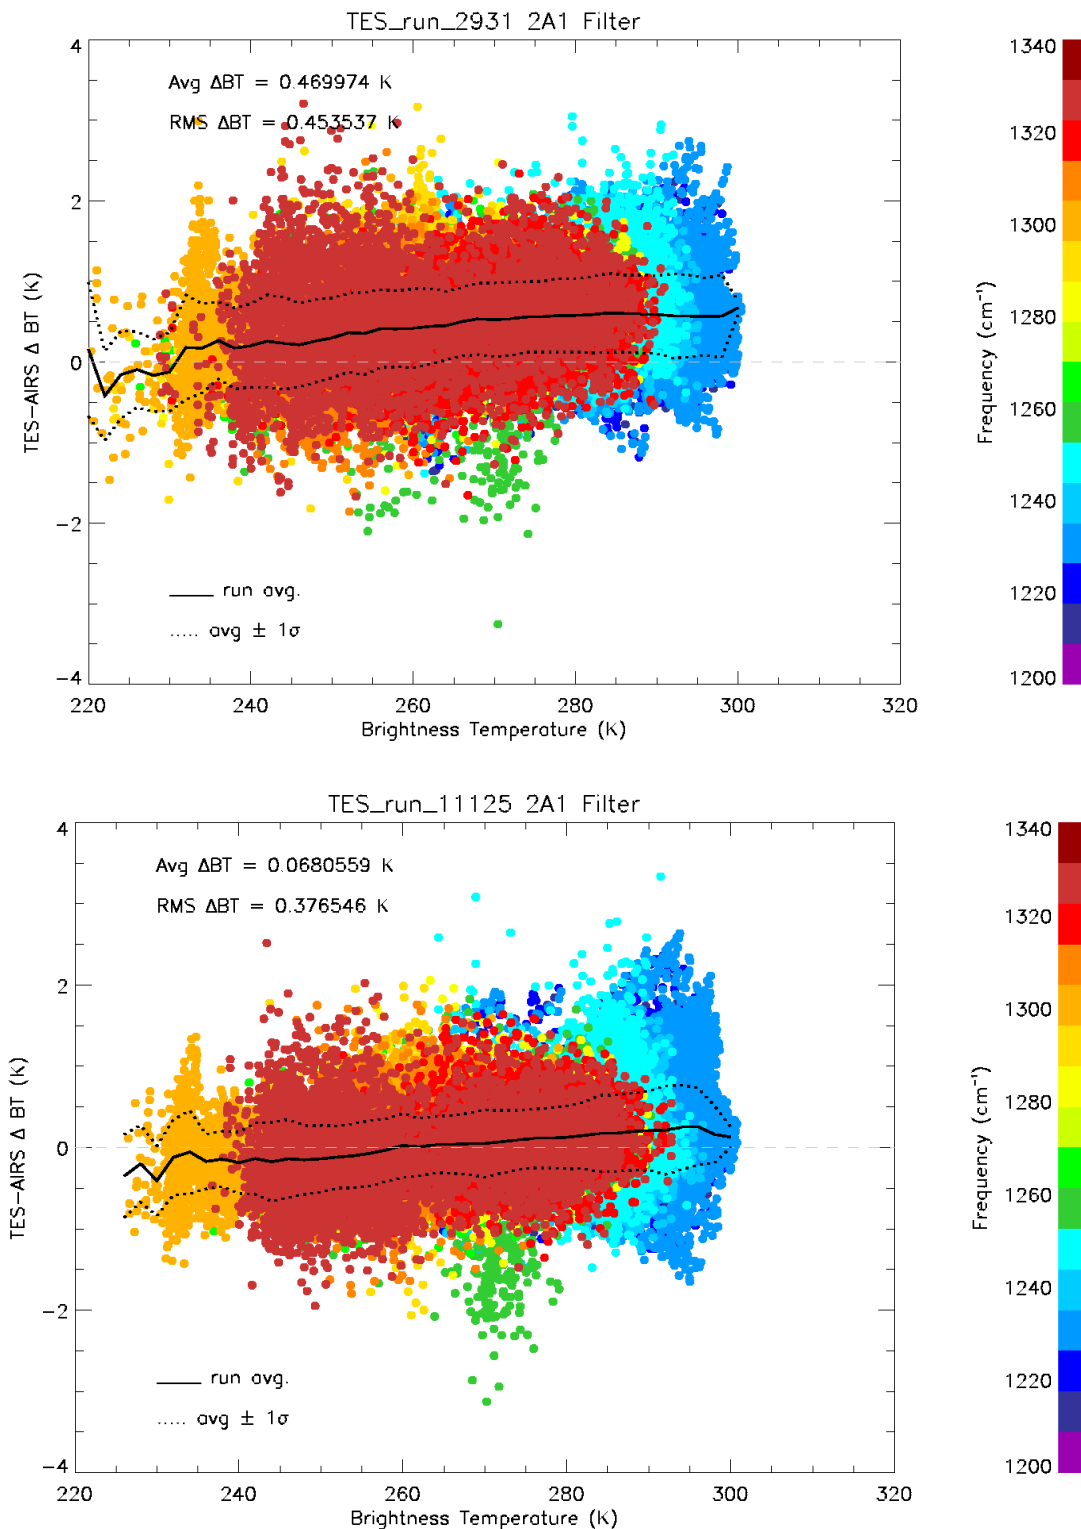 TES_run_2931 2A1 Filter
Avg ΔBT = 0.469974 K
RMS ΔBT = 0.453537 K
4
2
0
−2
−4
TES−AIRS Δ BT (K)
run avg.
..... avg ± 1σ
220 240 260 280 300 320
Brightness Temperature (K)
1340
1320
1300
1280
1260
1240
1220
1200
Frequency (cm⁻¹)
TES_run_11125 2A1 Filter
Avg ΔBT = 0.0680559 K
RMS ΔBT = 0.376546 K
4
2
0
−2
−4
TES−AIRS Δ BT (K)
run avg.
..... avg ± 1σ
220 240 260 280 300 320
Brightness Temperature (K)
1340
1320
1300
1280
1260
1240
1220
1200
Frequency (cm⁻¹)